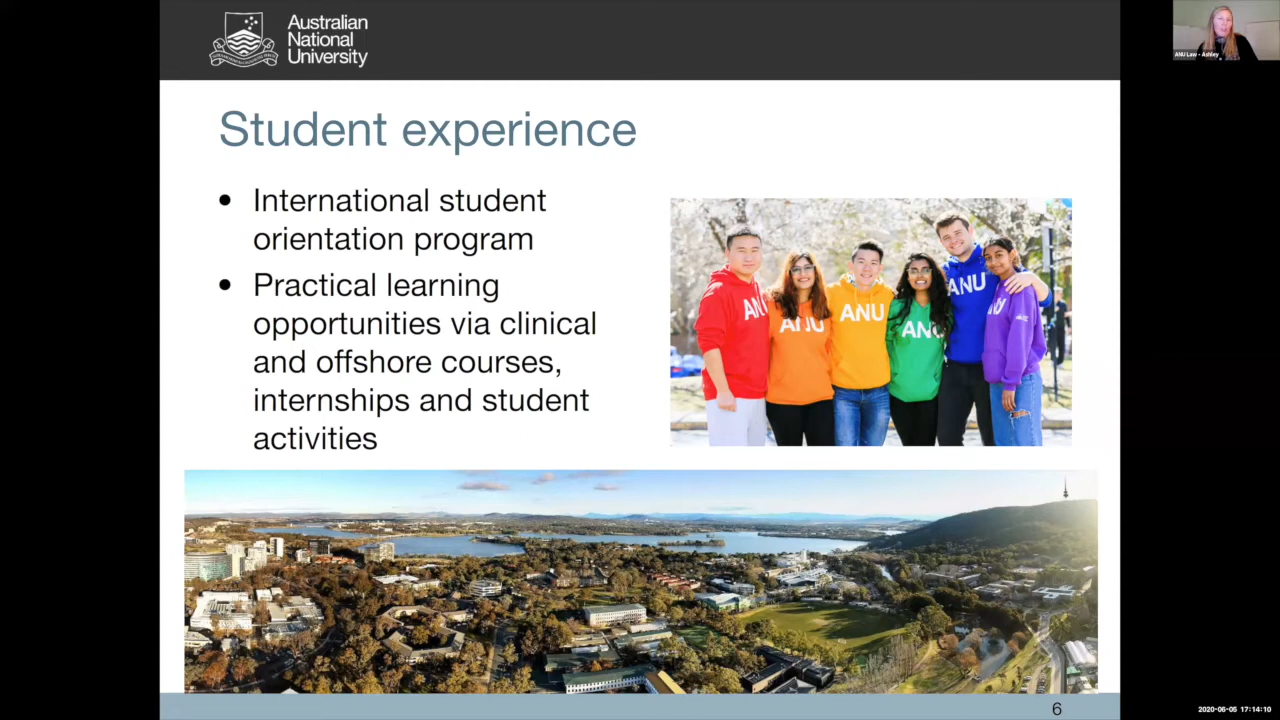 Australian
National
University
ANU Law - Ashley
Student experience
• International student
orientation program
• Practical learning
opportunities via clinical
and offshore courses,
internships and student
activities
ANU
ANU
ANU
ANU
ANU
ANU
6
2020-06-05 17:14:10